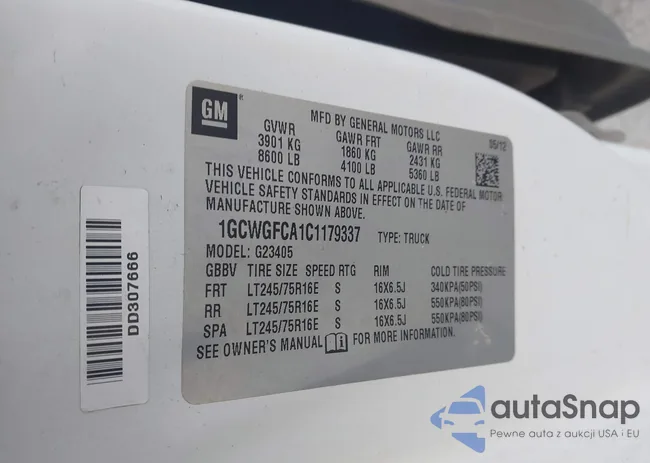 GM
MFD BY GENERAL MOTORS LLC
GVWR GAWR FRT GAWR RR 05/12
3901 KG 1860 KG 2431 KG
8600 LB 4100 LB 5360 LB
THIS VEHICLE CONFORMS TO ALL APPLICABLE U.S. FEDERAL MOTOR
VEHICLE SAFETY STANDARDS IN EFFECT ON THE DATE OF
MANUFACTURE SHOWN ABOVE.
1GCWGFCA1C1179337 TYPE: TRUCK
MODEL: G23405
GBBV TIRE SIZE SPEED RTG RIM COLD TIRE PRESSURE
FRT LT245/75R16E S 16X6.5J 340KPA(50PSI)
RR LT245/75R16E S 16X6.5J 550KPA(80PSI)
SPA LT245/75R16E S 16X6.5J 550KPA(80PSI)
SEE OWNER'S MANUAL FOR MORE INFORMATION.
DD307666
autaSnap
Pewne auta z aukcji USA i EU